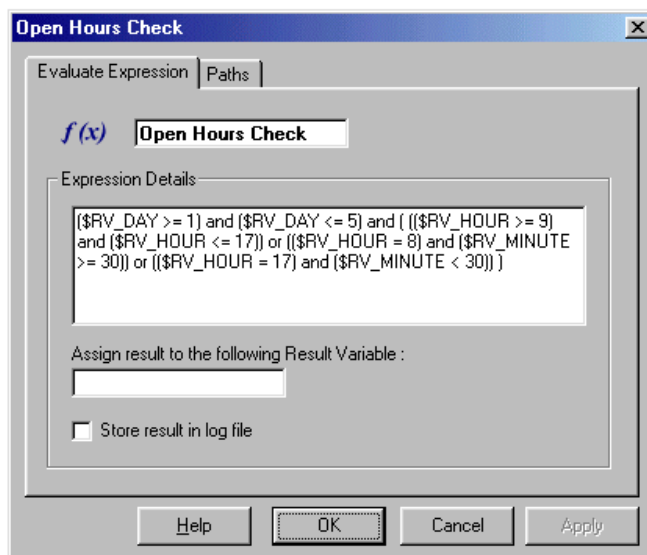 Open Hours Check
Evaluate Expression Paths
f(x) Open Hours Check
Expression Details
($RV_DAY >= 1) and ($RV_DAY <= 5) and ( (($RV_HOUR >= 9)
and ($RV_HOUR <= 17)) or (($RV_HOUR = 8) and ($RV_MINUTE
>= 30)) or (($RV_HOUR = 17) and ($RV_MINUTE < 30)) )
Assign result to the following Result Variable :
Store result in log file
Help OK Cancel Apply